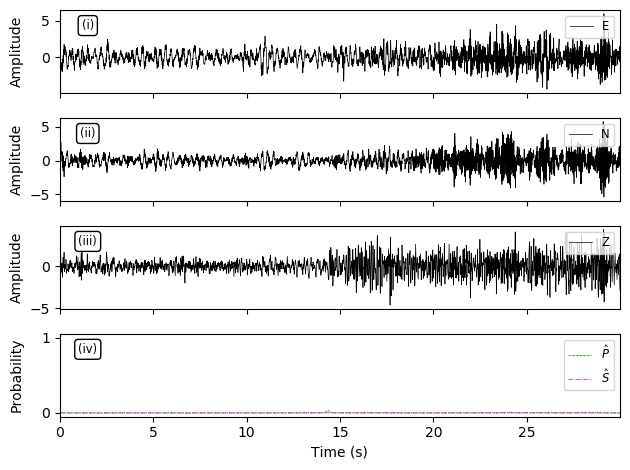 5
0
Amplitude
(i)
E
5
0
−5
Amplitude
(ii)
N
0
−5
Amplitude
(iii)
Z
1
0
Probability
(iv)
P̂
Ŝ
0 5 10 15 20 25
Time (s)